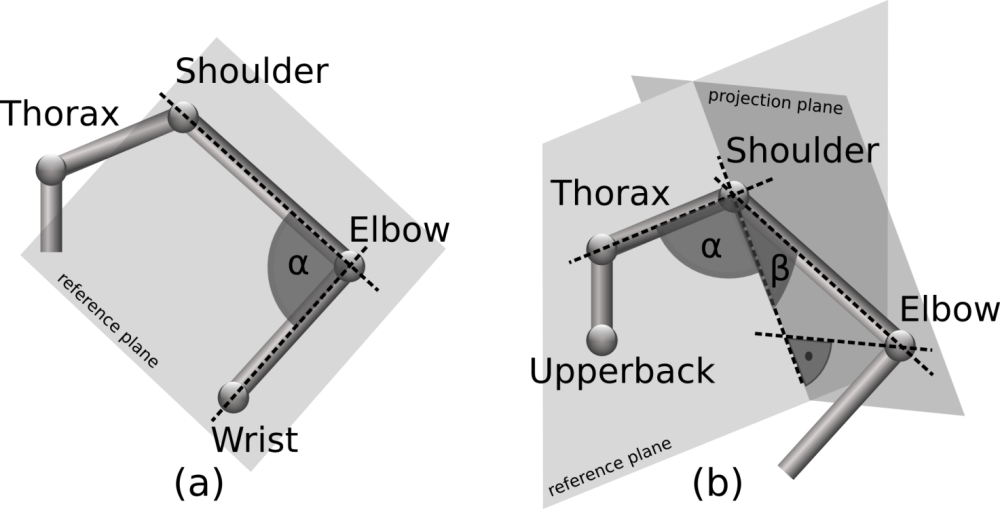 Shoulder
Thorax
Elbow
α
reference plane
Wrist
(a)
projection plane
Shoulder
Thorax
α
β
Elbow
Upperback
reference plane
(b)